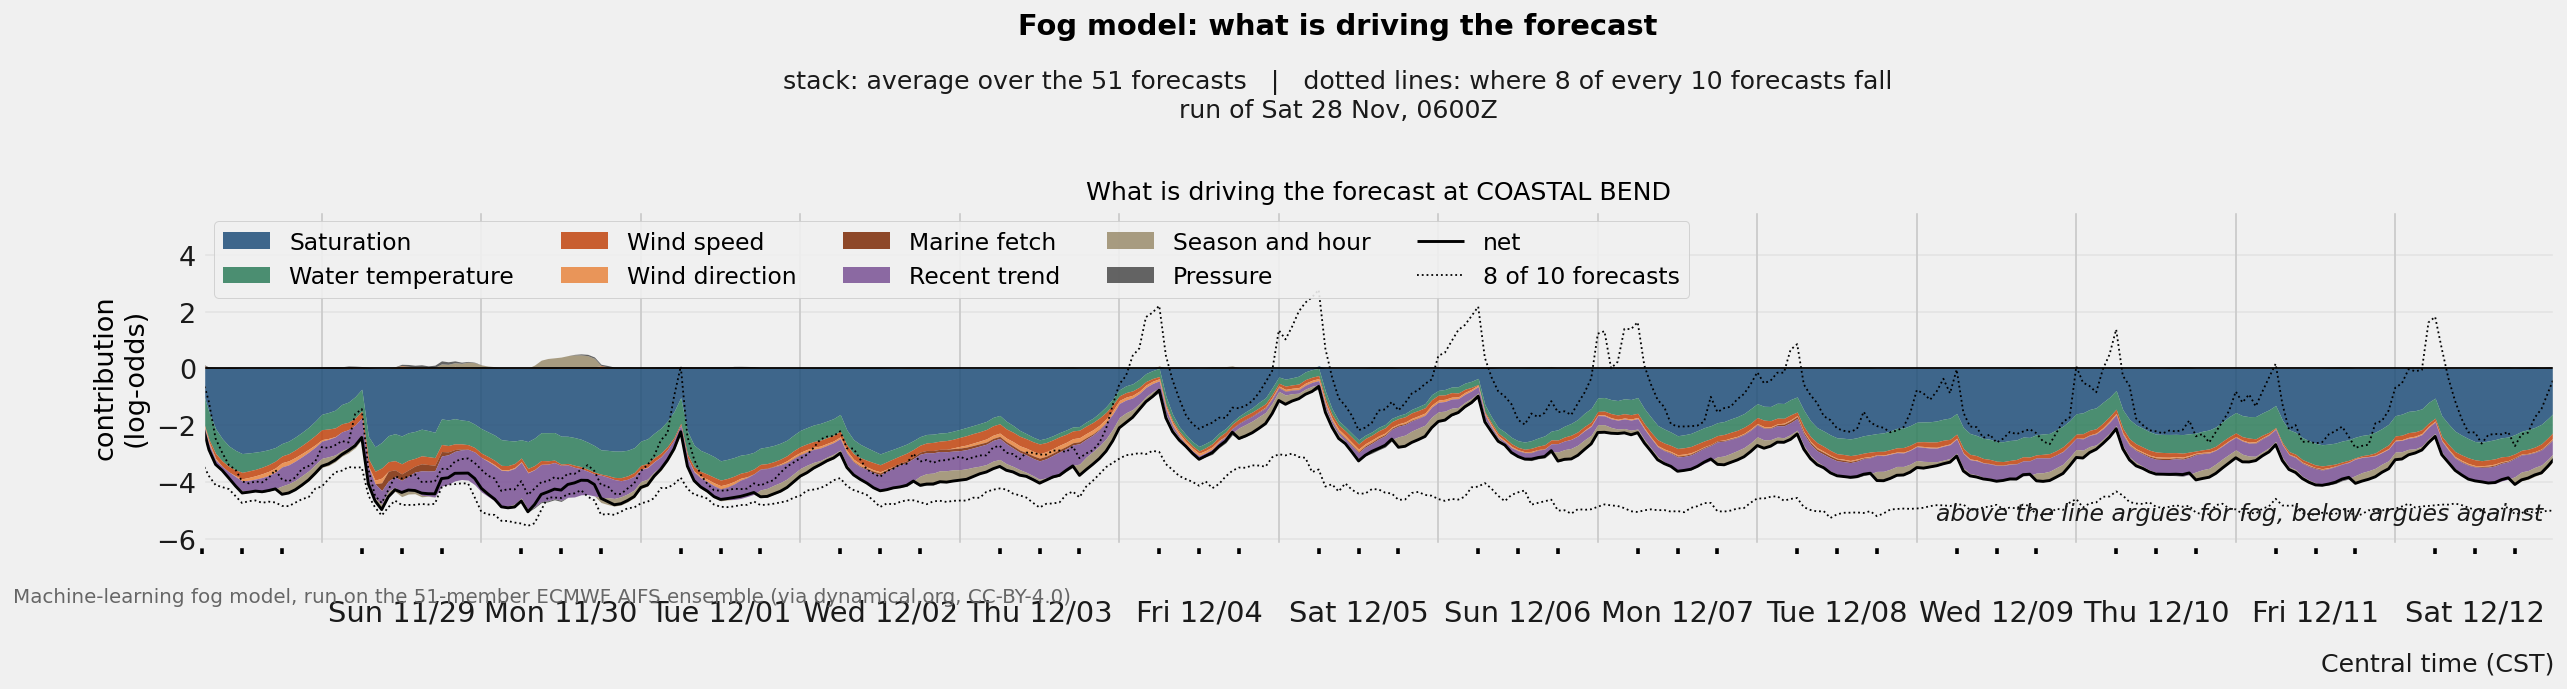 Fog model: what is driving the forecast
stack: average over the 51 forecasts | dotted lines: where 8 of every 10 forecasts fall
run of Sat 28 Nov, 0600Z
What is driving the forecast at COASTAL BEND
Saturation Wind speed Marine fetch Season and hour net
Water temperature Wind direction Recent trend Pressure 8 of 10 forecasts
contribution
(log-odds)
4
2
0
−2
−4
−6
above the line argues for fog, below argues against
Machine-learning fog model, run on the 51-member ECMWF AIFS ensemble (via dynamical.org, CC-BY-4.0)
Sun 11/29 Mon 11/30 Tue 12/01 Wed 12/02 Thu 12/03 Fri 12/04 Sat 12/05 Sun 12/06 Mon 12/07 Tue 12/08 Wed 12/09 Thu 12/10 Fri 12/11 Sat 12/12
Central time (CST)